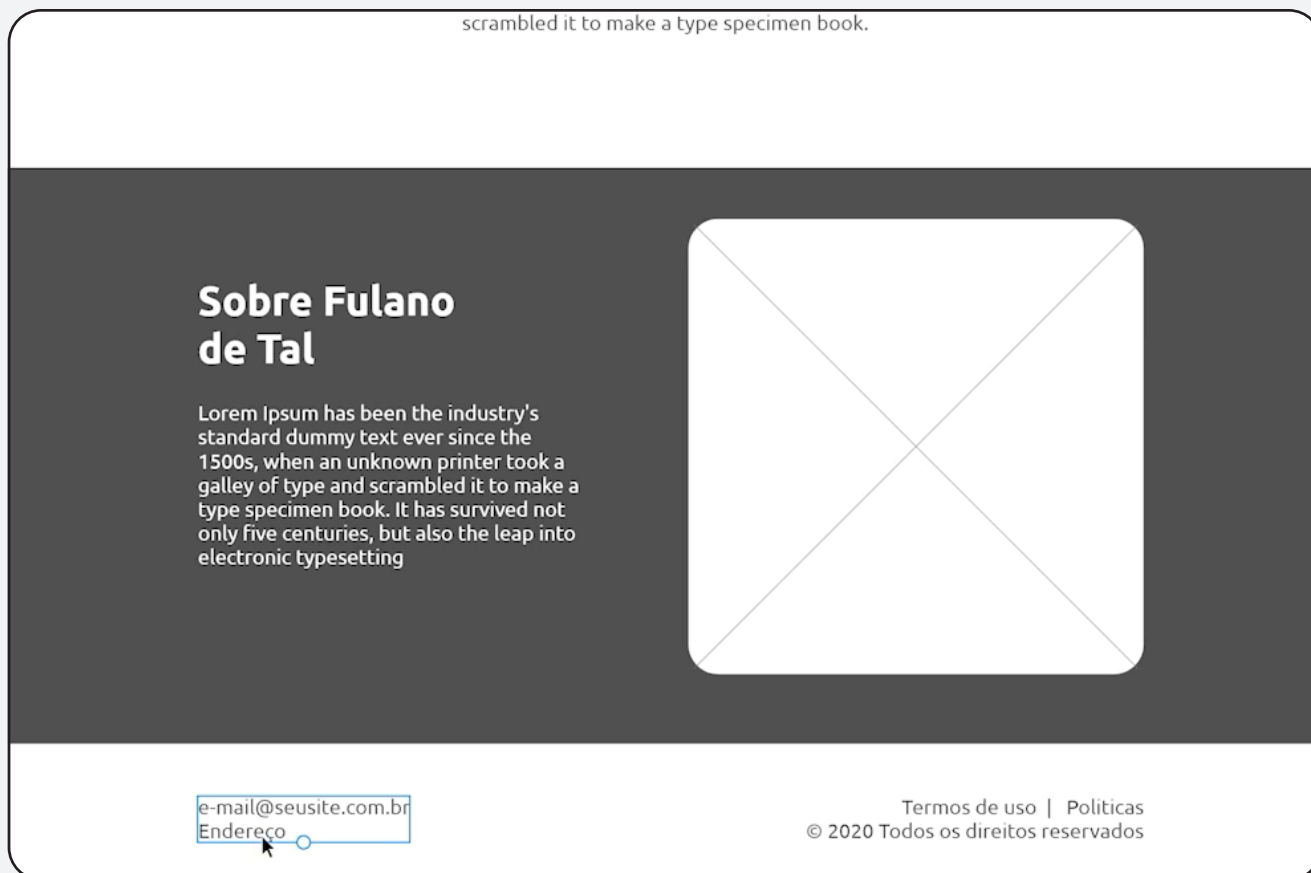 scrambled it to make a type specimen book.
Sobre Fulano
de Tal
Lorem Ipsum has been the industry's
standard dummy text ever since the
1500s, when an unknown printer took a
galley of type and scrambled it to make a
type specimen book. It has survived not
only five centuries, but also the leap into
electronic typesetting
e-mail@seusite.com.br
Endereço
Termos de uso | Politicas
© 2020 Todos os direitos reservados